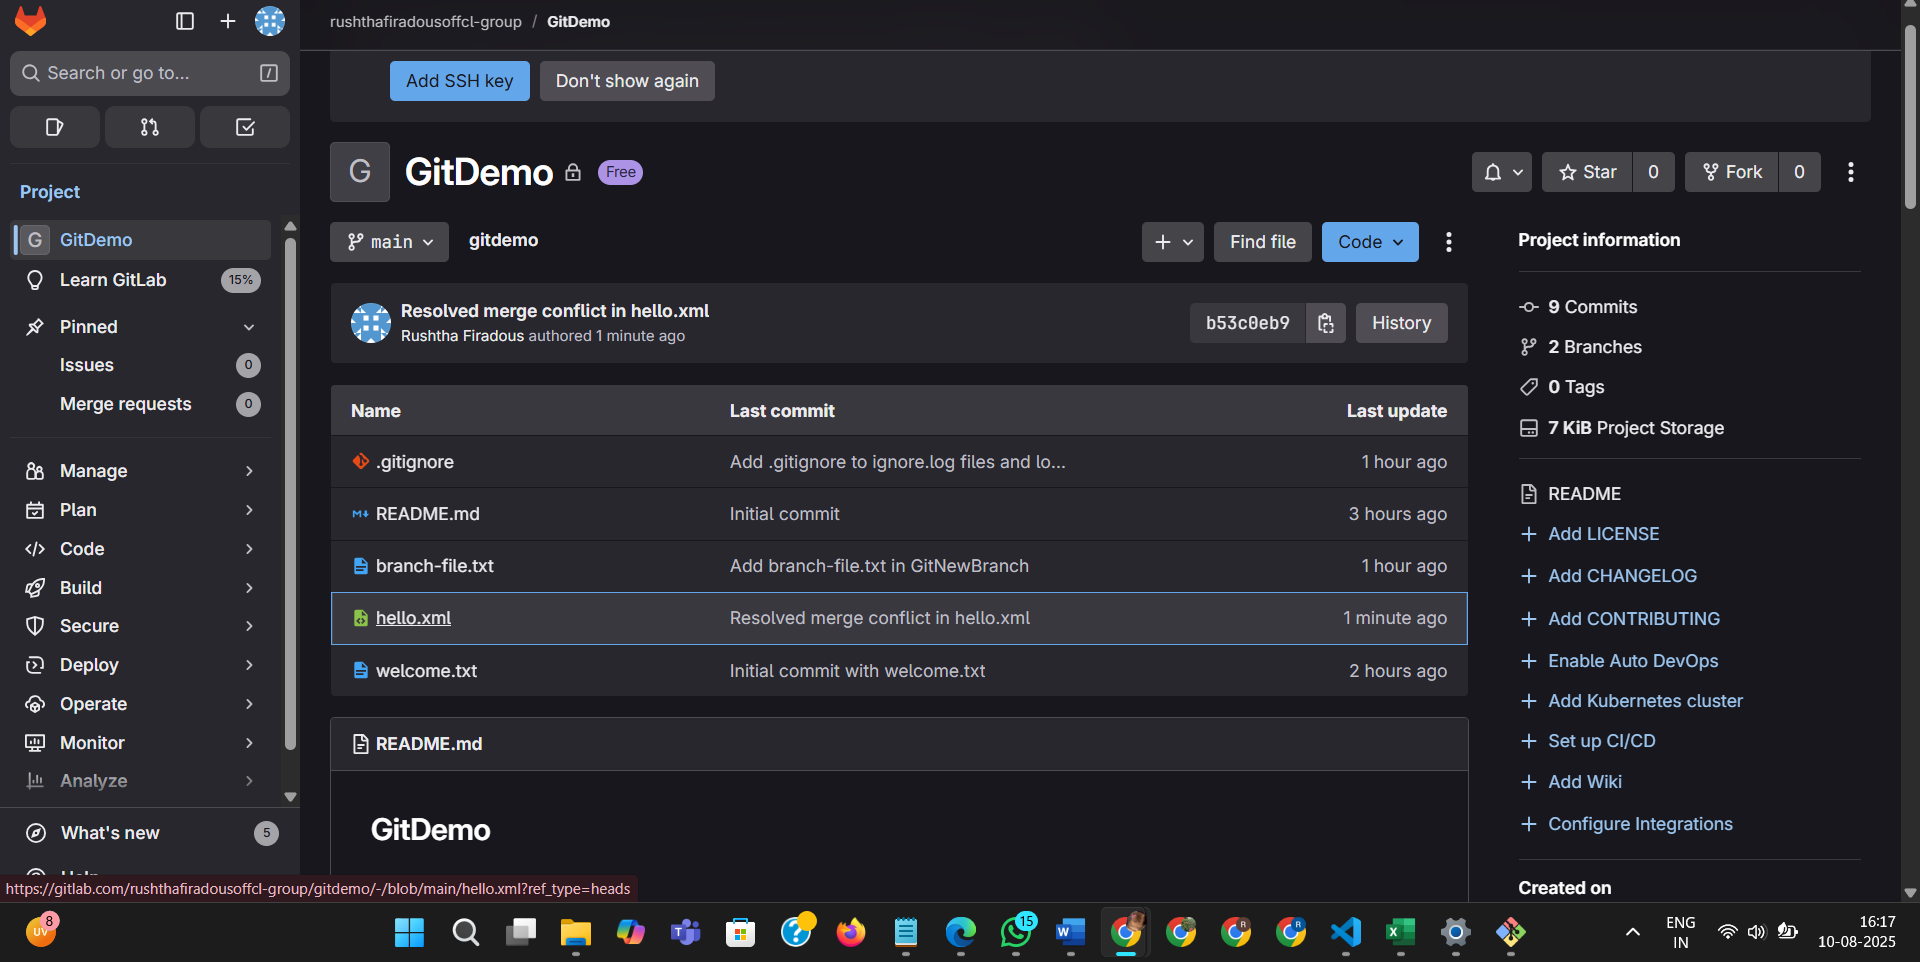 rushthafiradousoffcl-group / GitDemo
Search or go to... /
Add SSH key
Don't show again
Project
G GitDemo
Learn GitLab 15%
Pinned
Issues 0
Merge requests 0
Manage
Plan
Code
Build
Secure
Deploy
Operate
Monitor
Analyze
What's new 5
G GitDemo Free
Star 0
Fork 0
main
gitdemo
Find file
Code
Resolved merge conflict in hello.xml
Rushtha Firadous authored 1 minute ago
b53c0eb9
History
Name Last commit Last update
.gitignore Add .gitignore to ignore.log files and lo... 1 hour ago
README.md Initial commit 3 hours ago
branch-file.txt Add branch-file.txt in GitNewBranch 1 hour ago
hello.xml Resolved merge conflict in hello.xml 1 minute ago
welcome.txt Initial commit with welcome.txt 2 hours ago
README.md
GitDemo
Project information
9 Commits
2 Branches
0 Tags
7 KiB Project Storage
README
Add LICENSE
Add CHANGELOG
Add CONTRIBUTING
Enable Auto DevOps
Add Kubernetes cluster
Set up CI/CD
Add Wiki
Configure Integrations
Created on
https://gitlab.com/rushthafiradousoffcl-group/gitdemo/-/blob/main/hello.xml?ref_type=heads
UV 8
15
ENG
IN
16:17
10-08-2025